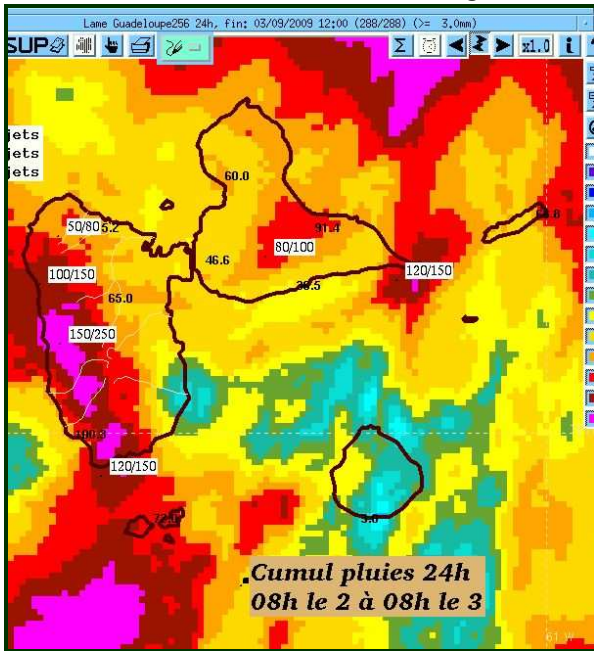 Lame Guadeloupe256 24h, fin: 03/09/2009 12:00 (288/288) (>= 3.0mm)
SUP Σ x1.0 i
jets
jets
jets
60.0
50/80 5.2
91.4
80/100
46.6
100/150
120/150
65.0
150/250
120/150
Cumul pluies 24h
08h le 2 à 08h le 3
61 W